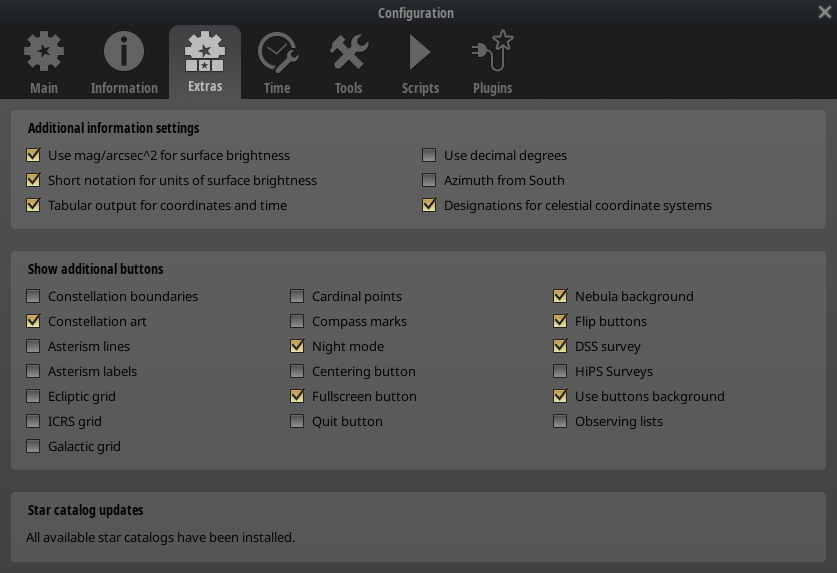 Configuration
Main Information Extras Time Tools Scripts Plugins
Additional information settings
Use mag/arcsec^2 for surface brightness Use decimal degrees
Short notation for units of surface brightness Azimuth from South
Tabular output for coordinates and time Designations for celestial coordinate systems
Show additional buttons
Constellation boundaries Cardinal points Nebula background
Constellation art Compass marks Flip buttons
Asterism lines Night mode DSS survey
Asterism labels Centering button HiPS Surveys
Ecliptic grid Fullscreen button Use buttons background
ICRS grid Quit button Observing lists
Galactic grid
Star catalog updates
All available star catalogs have been installed.